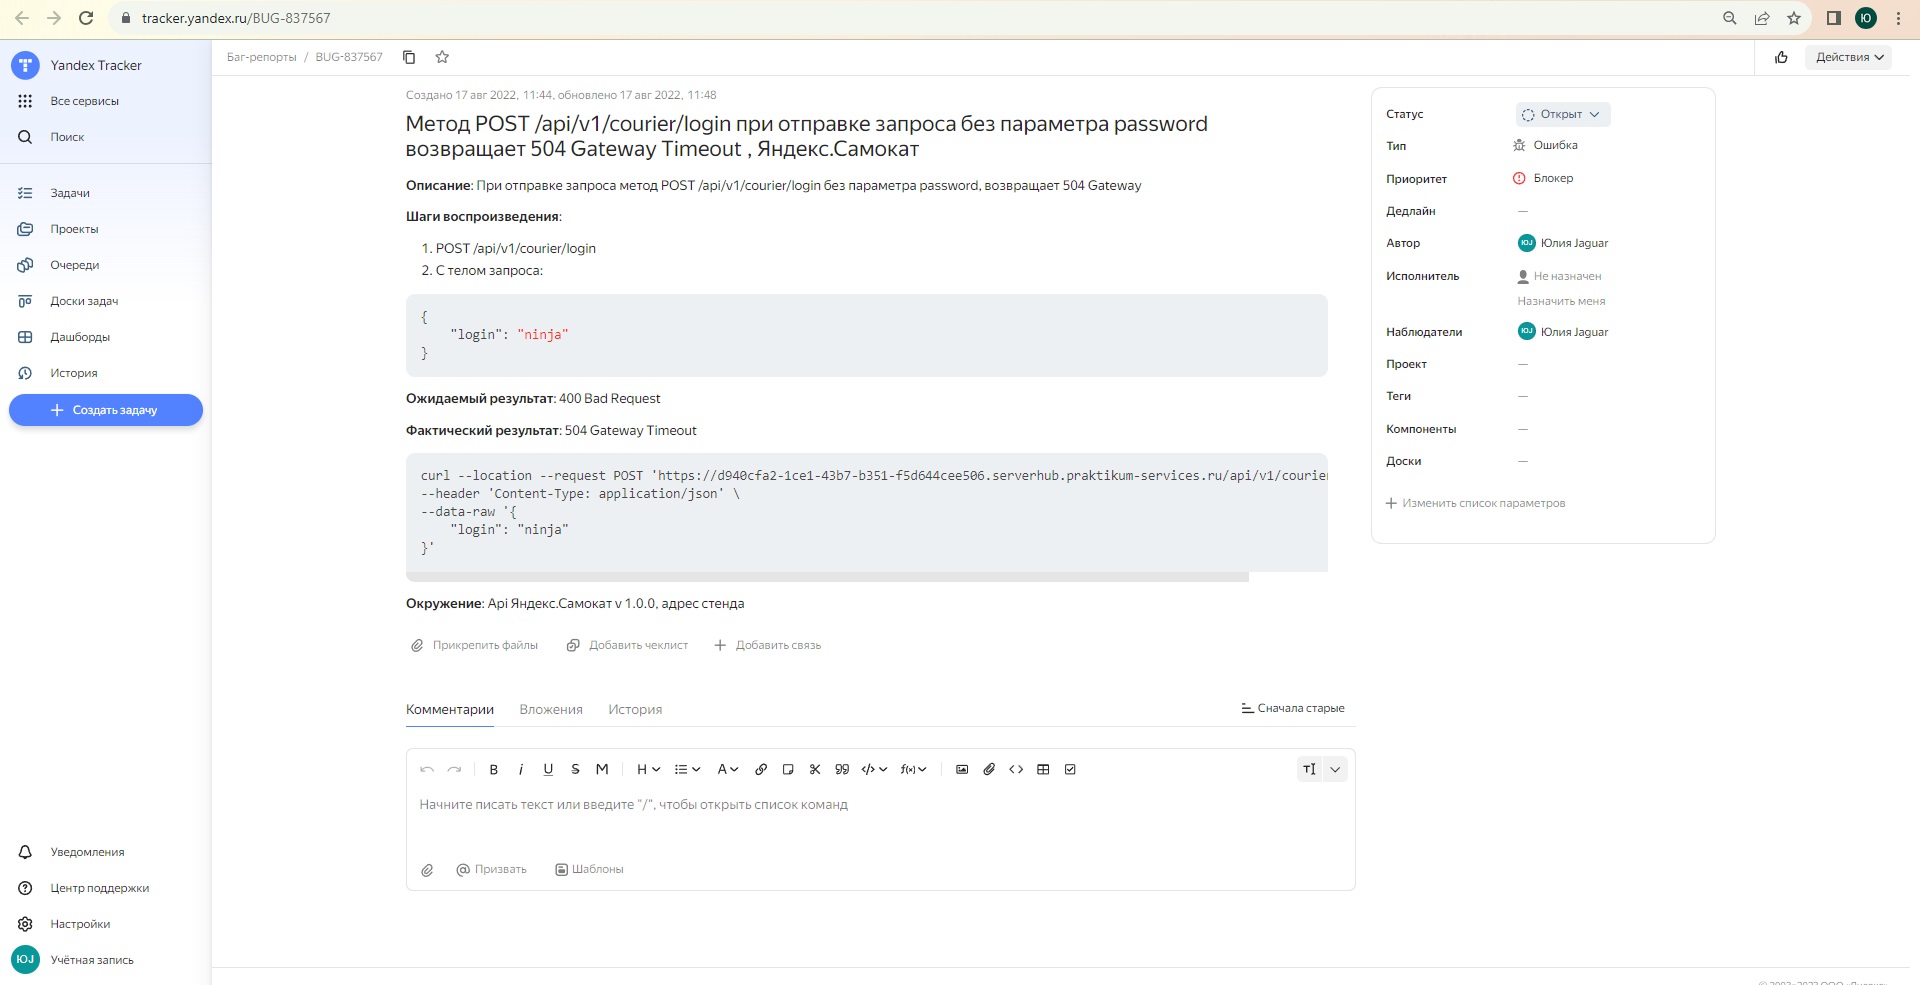 tracker.yandex.ru/BUG-837567
Ю
Yandex Tracker
Все сервисы
Поиск
Задачи
Проекты
Очереди
Доски задач
Дашборды
История
Создать задачу
Уведомления
Центр поддержки
Настройки
ЮJ Учётная запись
Баг-репорты / BUG-837567
Действия
Создано 17 авг 2022, 11:44, обновлено 17 авг 2022, 11:48
Метод POST /api/v1/courier/login при отправке запроса без параметра password
возвращает 504 Gateway Timeout , Яндекс.Самокат
Описание: При отправке запроса метод POST /api/v1/courier/login без параметра password, возвращает 504 Gateway
Шаги воспроизведения:
1. POST /api/v1/courier/login
2. С телом запроса:
{
"login": "ninja"
}
Ожидаемый результат: 400 Bad Request
Фактический результат: 504 Gateway Timeout
curl --location --request POST 'https://d940cfa2-1ce1-43b7-b351-f5d644cee506.serverhub.praktikum-services.ru/api/v1/courier
--header 'Content-Type: application/json' \
--data-raw '{
"login": "ninja"
}'
Окружение: Api Яндекс.Самокат v 1.0.0, адрес стенда
Прикрепить файлы Добавить чеклист Добавить связь
Комментарии Вложения История Сначала старые
B i U S M H A f(x) TI
Начните писать текст или введите "/", чтобы открыть список команд
Призвать Шаблоны
Статус Открыт
Тип Ошибка
Приоритет Блокер
Дедлайн —
Автор ЮJ Юлия Jaguar
Исполнитель Не назначен
Назначить меня
Наблюдатели ЮJ Юлия Jaguar
Проект —
Теги —
Компоненты —
Доски —
Изменить список параметров